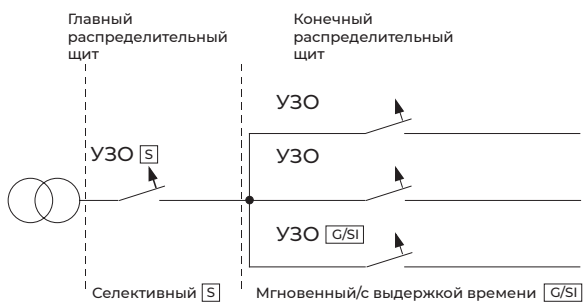 Главный
распределительный
щит
Конечный
распределительный
щит
УЗО
УЗО S
УЗО
УЗО G/SI
Селективный S
Мгновенный/с выдержкой времени G/SI